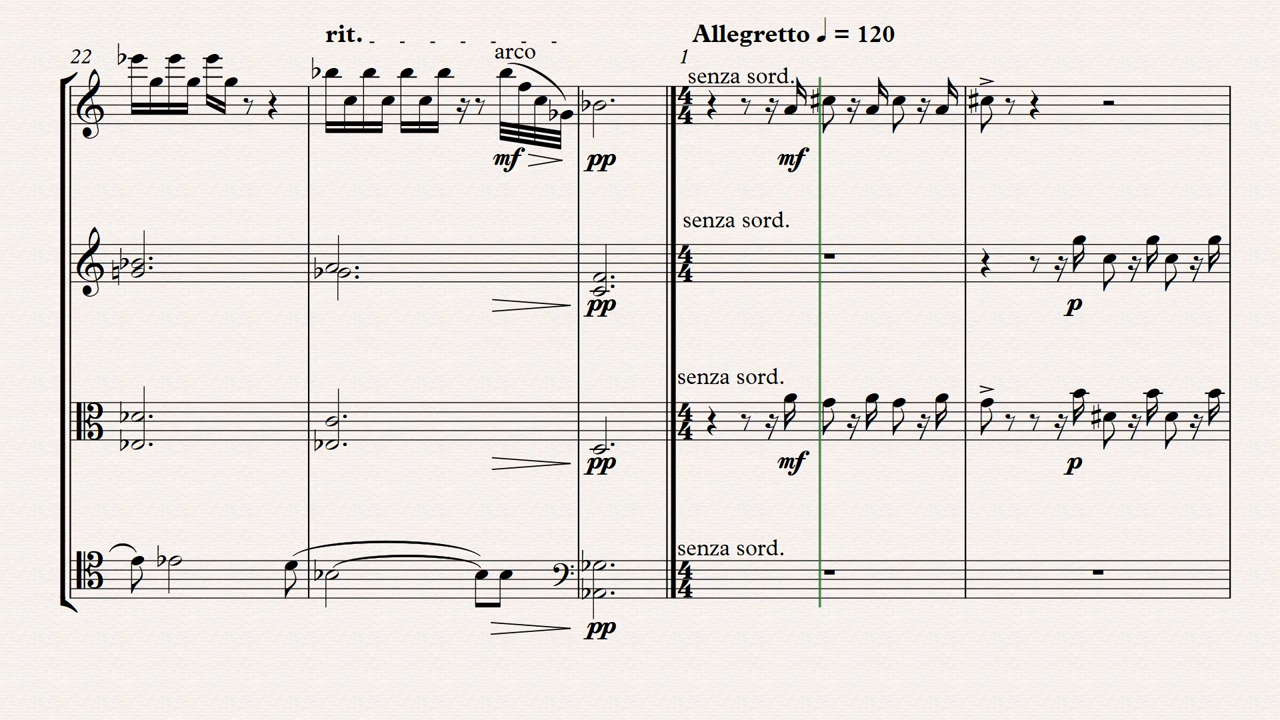 rit. - - - - - - - Allegretto ♩ = 120
22 arco 1
senza sord.
mf pp mf
senza sord.
pp p
senza sord.
pp mf p
senza sord.
pp